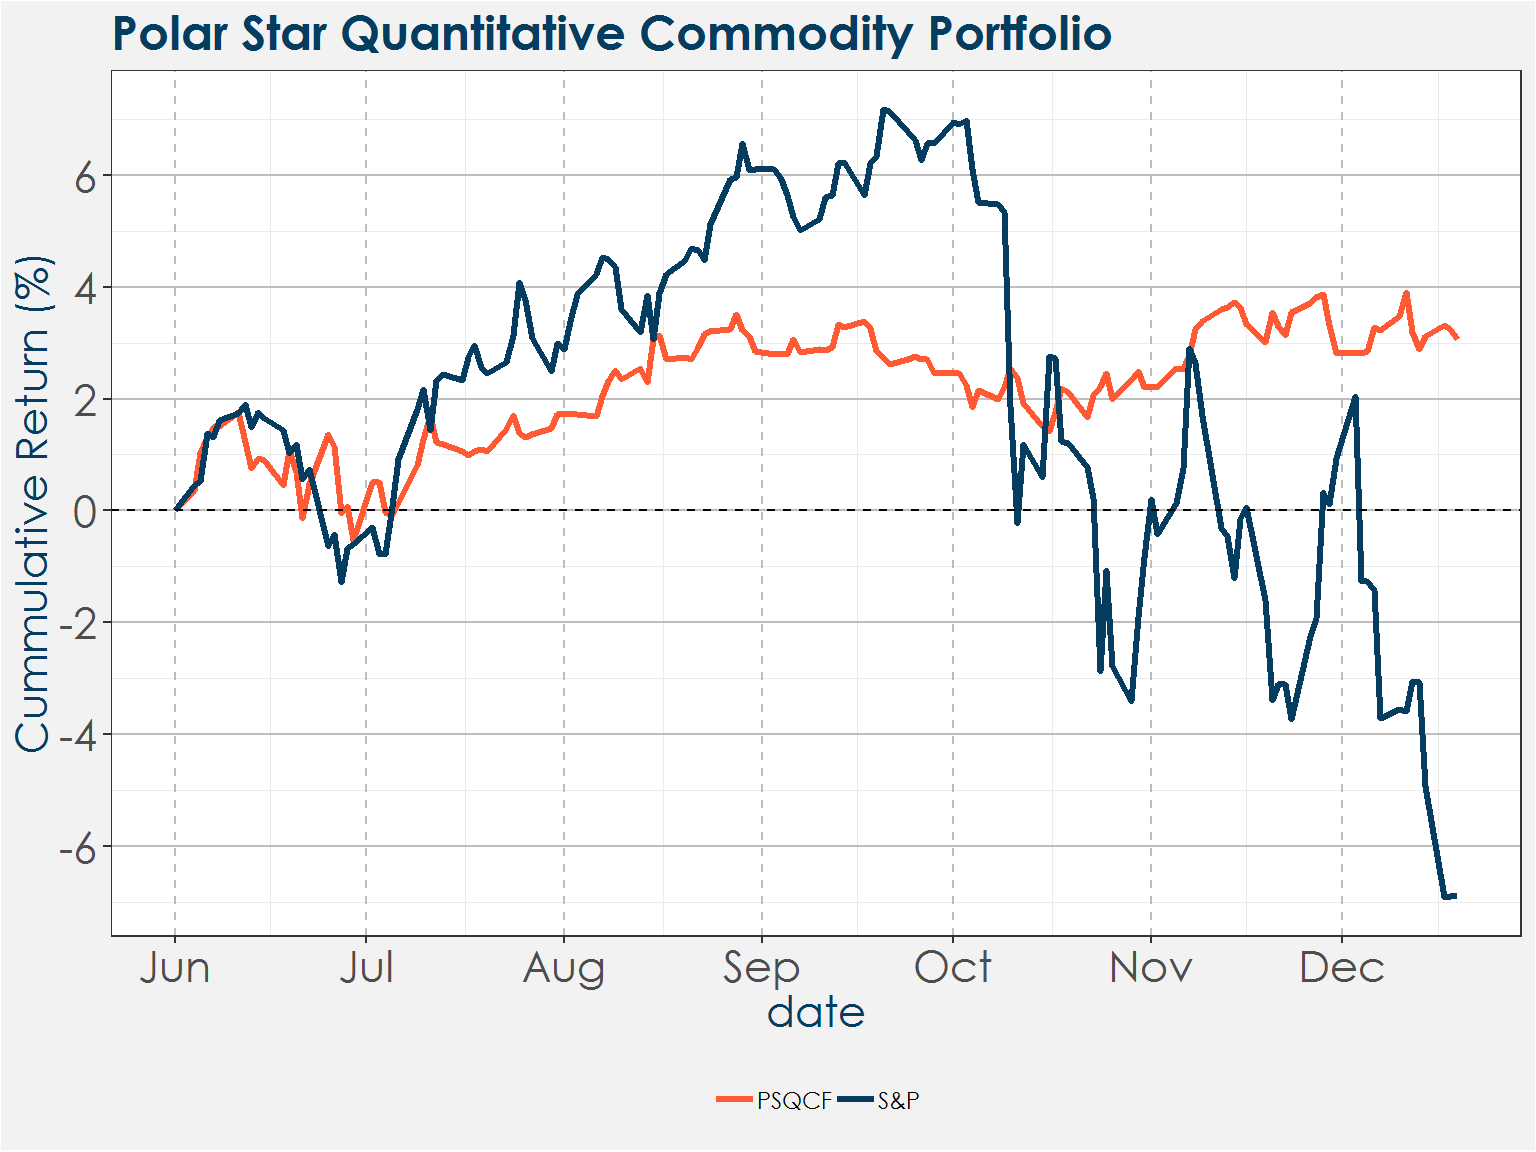 Polar Star Quantitative Commodity Portfolio
Cummulative Return (%)
6
4
2
0
-2
-4
-6
Jun Jul Aug Sep Oct Nov Dec
date
PSQCF S&P